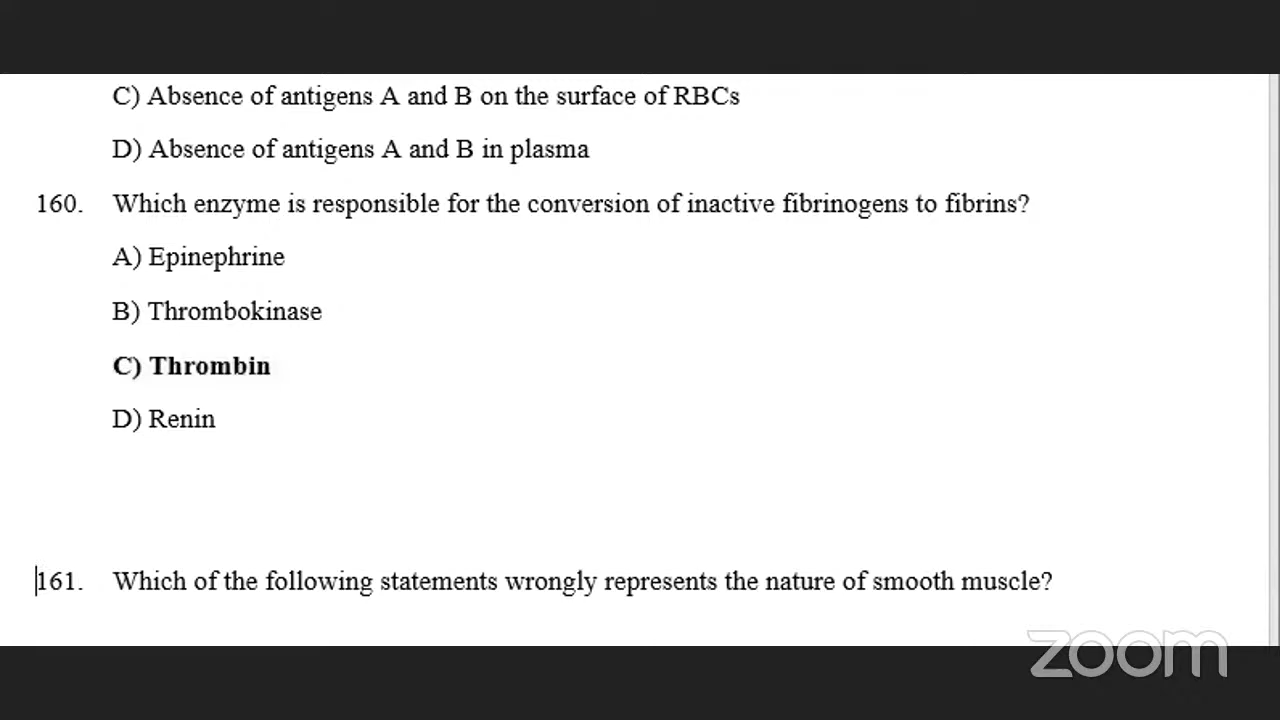 C) Absence of antigens A and B on the surface of RBCs
D) Absence of antigens A and B in plasma
160. Which enzyme is responsible for the conversion of inactive fibrinogens to fibrins?
A) Epinephrine
B) Thrombokinase
C) Thrombin
D) Renin
161. Which of the following statements wrongly represents the nature of smooth muscle?
zoom